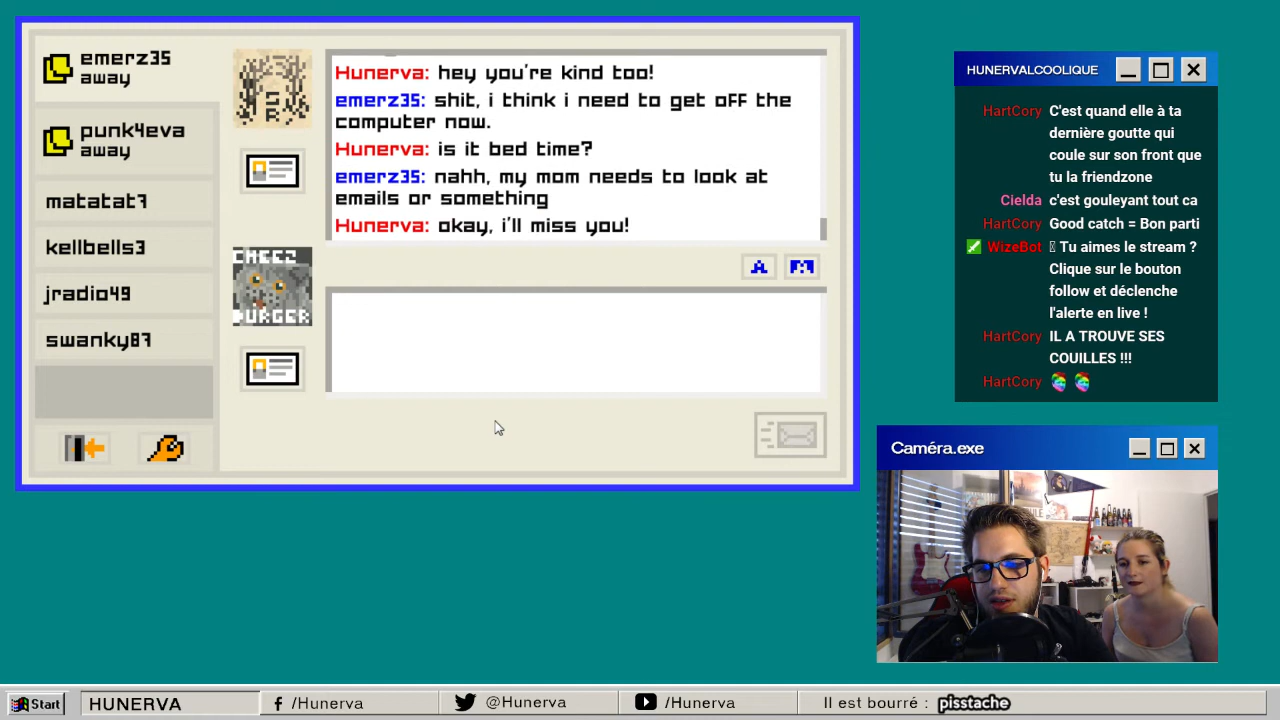 emerz35
away
punk4eva
away
matatat7
kellbells3
jradio49
swanky87
CHEEZ
BURGER
Hunerva: hey you're kind too!
emerz35: shit, i think i need to get off the
computer now.
Hunerva: is it bed time?
emerz35: nahh, my mom needs to look at
emails or something
Hunerva: okay, i'll miss you!
A
HUNERVALCOOLIQUE
HartCory C'est quand elle à ta
dernière goutte qui
coule sur son front que
tu la friendzone
Cielda c'est gouleyant tout ca
HartCory Good catch = Bon parti
WizeBot Tu aimes le stream ?
Clique sur le bouton
follow et déclenche
l'alerte en live !
HartCory IL A TROUVE SES
COUILLES !!!
HartCory
Caméra.exe
Start
HUNERVA
/Hunerva
@Hunerva
/Hunerva
Il est bourré : pisstache